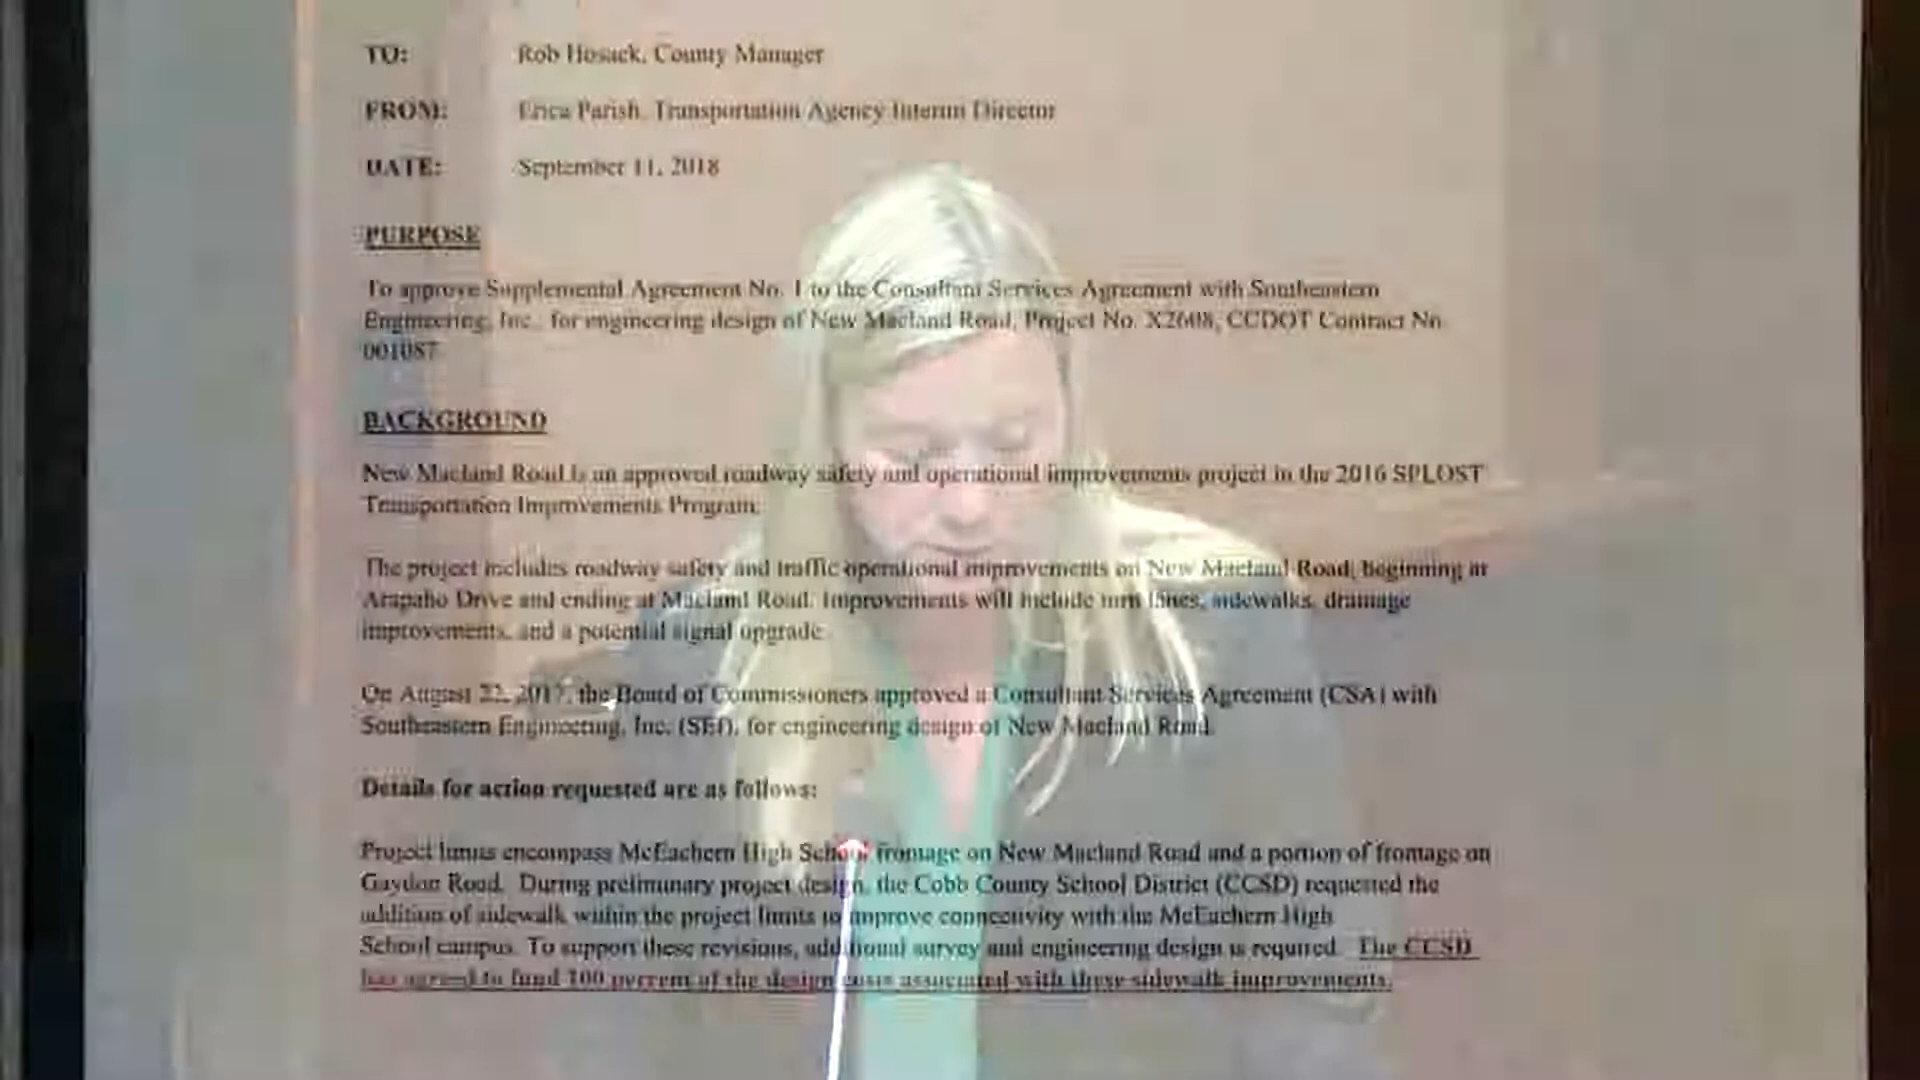 TO: Rob Hosack, County Manager
FROM: Erica Parish, Transportation Agency Interim Director
DATE: September 11, 2018
PURPOSE
To approve Supplemental Agreement No. 1 to the Consultant Services Agreement with Southeastern
Engineering, Inc., for engineering design of New Macland Road, Project No. X2608, CCDOT Contract No.
001087.
BACKGROUND
New Macland Road is an approved roadway safety and operational improvements project in the 2016 SPLOST
Transportation Improvements Program.
The project includes roadway safety and traffic operational improvements on New Macland Road, beginning at
Arapaho Drive and ending at Macland Road. Improvements will include turn lanes, sidewalks, drainage
improvements, and a potential signal upgrade.
On August 22, 2017, the Board of Commissioners approved a Consultant Services Agreement (CSA) with
Southeastern Engineering, Inc. (SEI), for engineering design of New Macland Road.
Details for action requested are as follows:
Project limits encompass McEachern High School frontage on New Macland Road and a portion of frontage on
Gaydon Road. During preliminary project design, the Cobb County School District (CCSD) requested the
addition of sidewalk within the project limits to improve connectivity with the McEachern High
School campus. To support these revisions, additional survey and engineering design is required. The CCSD
has agreed to fund 100 percent of the design costs associated with these sidewalk improvements.